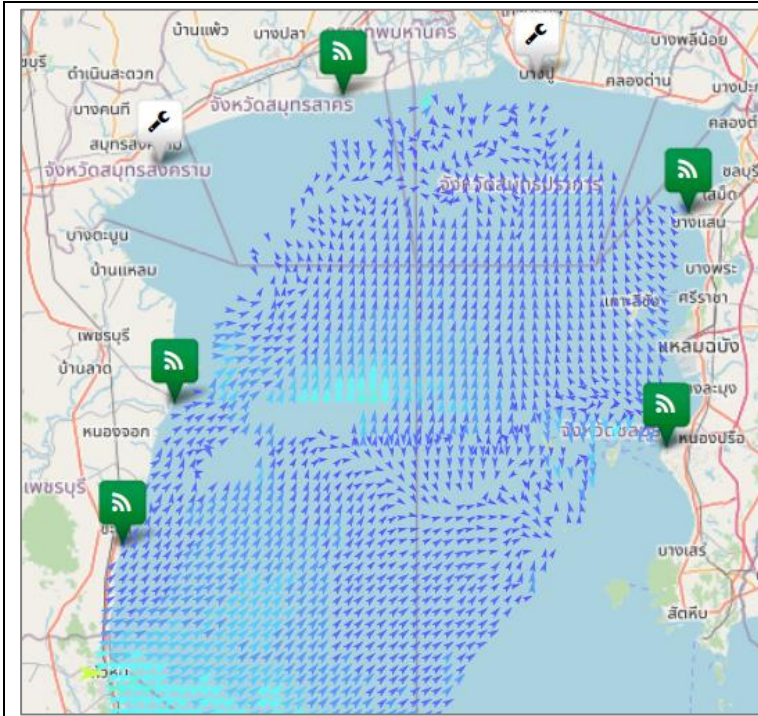 บ้านแพ้ว
บางปลา
กรุงเทพมหานคร
บางพลีน้อย
ดำเนินสะดวก
จังหวัดสมุทรสาคร
บางปู
คลองด่าน
บางคนที
สมุทรสงคราม
จังหวัดสมุทรสงคราม
จังหวัดสมุทรปราการ
ชลบุรี
เสม็ด
บางแสน
บางตะบูน
บ้านแหลม
บางพระ
เกาะสีชัง
ศรีราชา
เพชรบุรี
แหลมฉบัง
บ้านลาด
หนองจอก
หนองปรือ
เพชรบุรี
บางเสร่
สัตหีบ